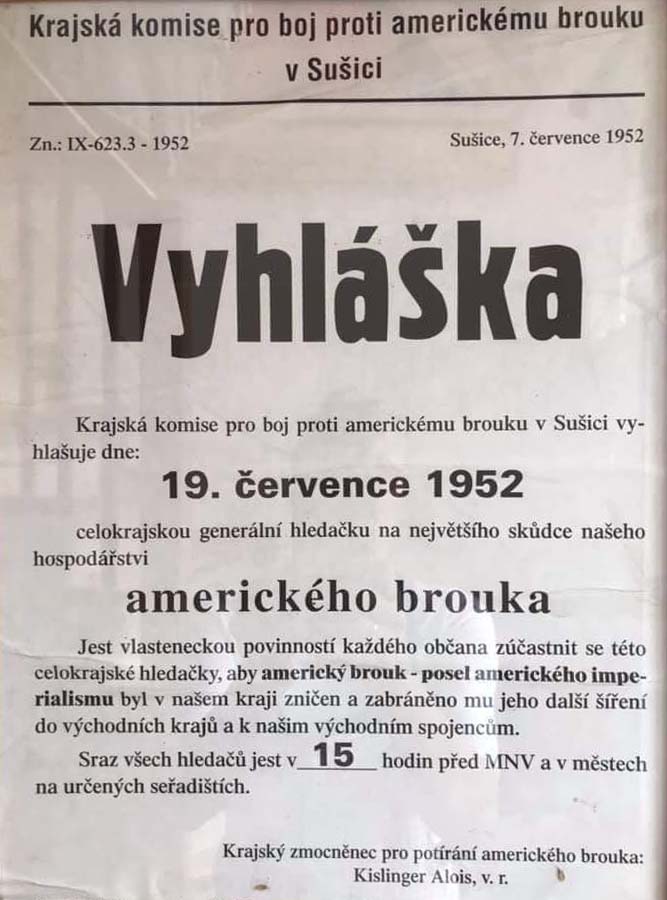 Krajská komise pro boj proti americkému brouku
v Sušici
Zn.: IX-623.3 - 1952
Sušice, 7. července 1952
Vyhláška
Krajská komise pro boj proti americkému brouku v Sušici vy-
hlašuje dne:
19. července 1952
celokrajskou generální hledačku na největšího skůdce našeho
hospodářstvi
amerického brouka
Jest vlasteneckou povinností každého občana zúčastnit se této
celokrajské hledačky, aby americký brouk - posel amerického impe-
rialismu byl v našem kraji zničen a zabráněno mu jeho další šíření
do východních krajů a k našim východním spojencům.
Sraz všech hledačů jest v 15 hodin před MNV a v městech
na určených seřadištích.
Krajský zmocněnec pro potírání amerického brouka:
Kislinger Alois, v. r.